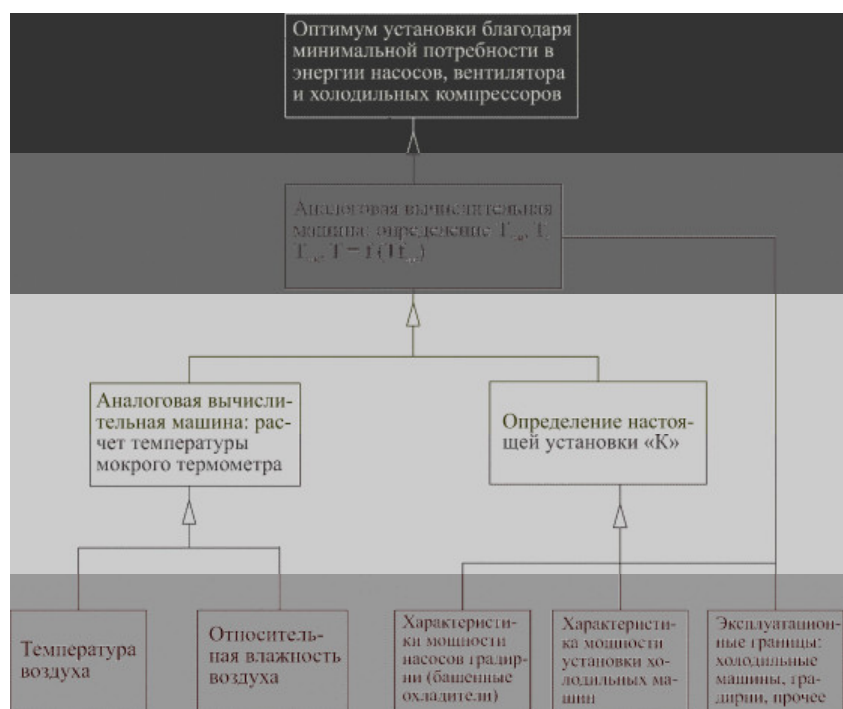 Оптимум установки благодаря
минимальной потребности в
энергии насосов, вентилятора
и холодильных компрессоров
Аналоговая вычислительная
машина: определение
Аналоговая вычисли-
тельная машина: рас-
чет температуры
мокрого термометра
Определение настоя-
щей установки «К»
Температура
воздуха
Относитель-
ная влажность
воздуха
Характеристи-
ки мощности
насосов градир-
ни (башенные
охладители)
Характеристи-
ка мощности
установки хо-
лодильных ма-
шин
Эксплуатацион-
ные границы:
холодильные
машины, гра-
дирни, прочее